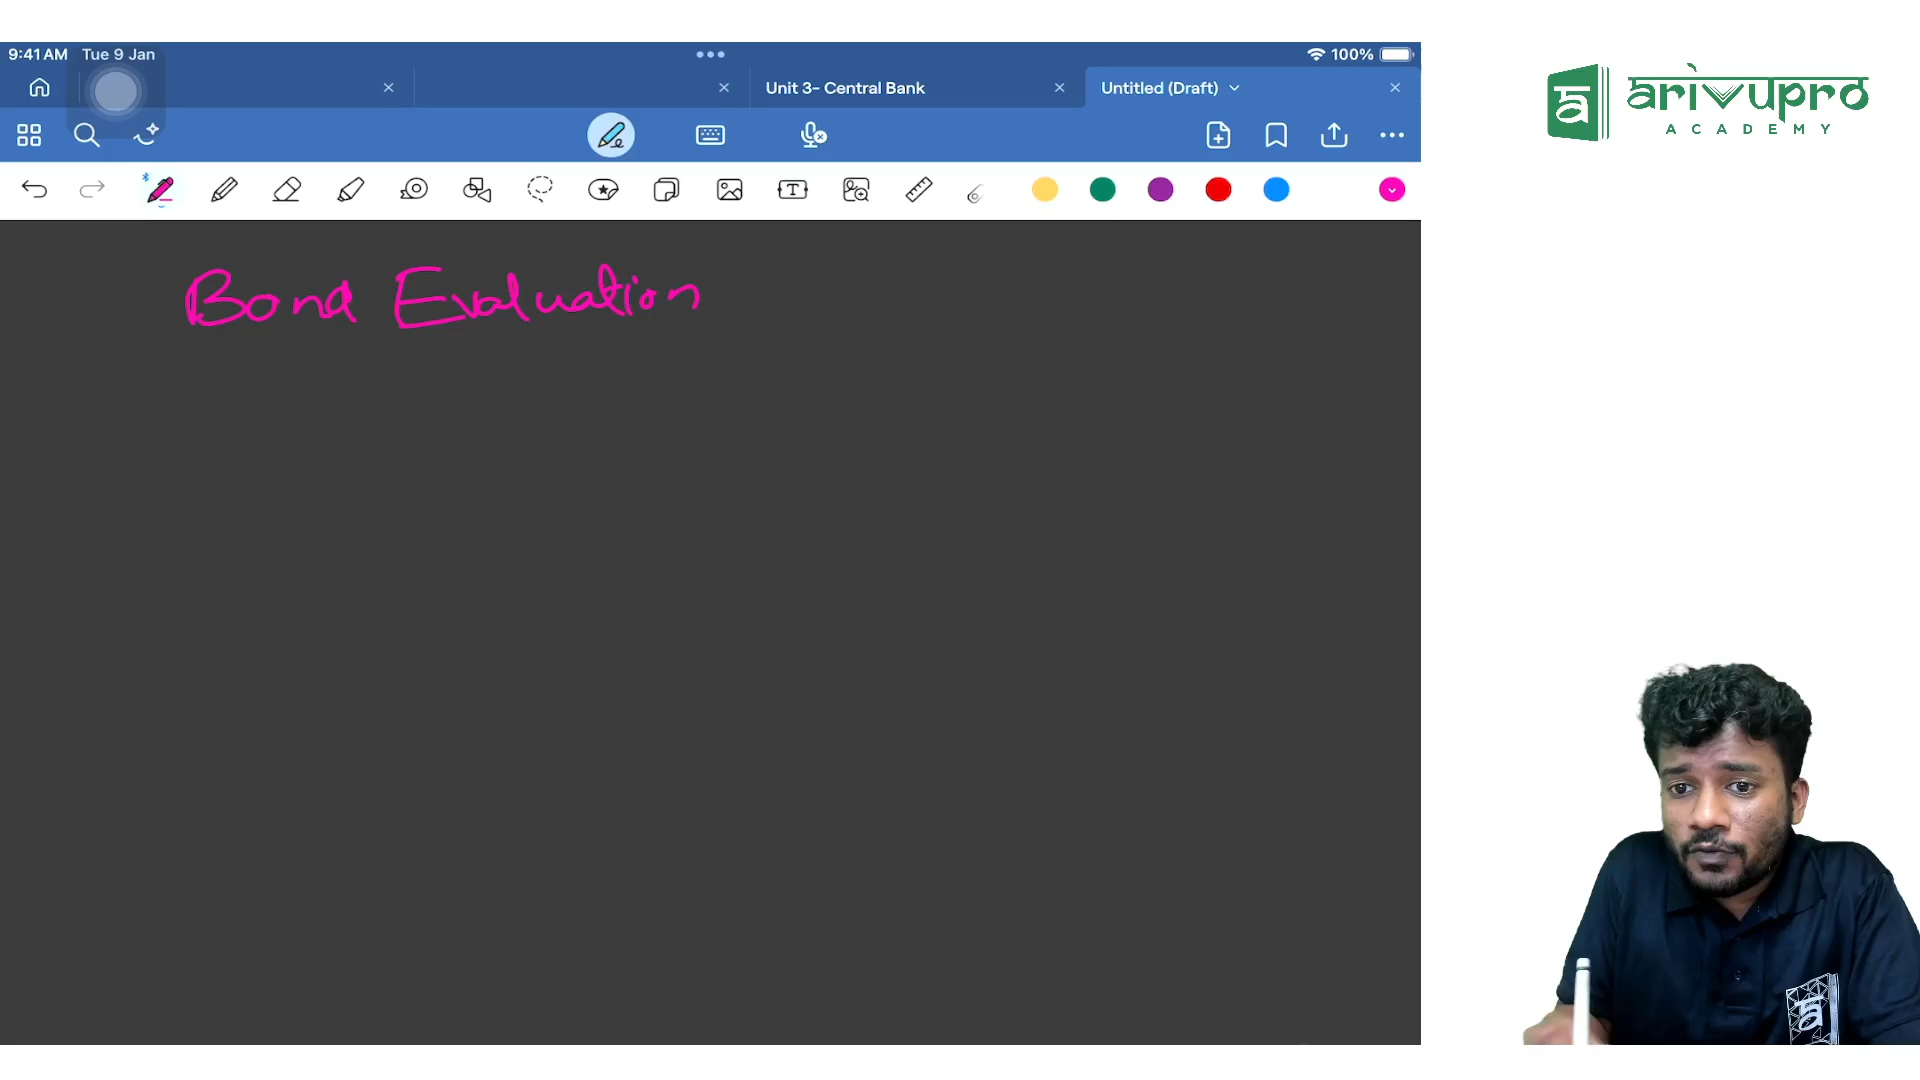 9:41 AM Tue 9 Jan 100%
Unit 3- Central Bank Untitled (Draft)
arivupro
ACADEMY
Bond Evaluation